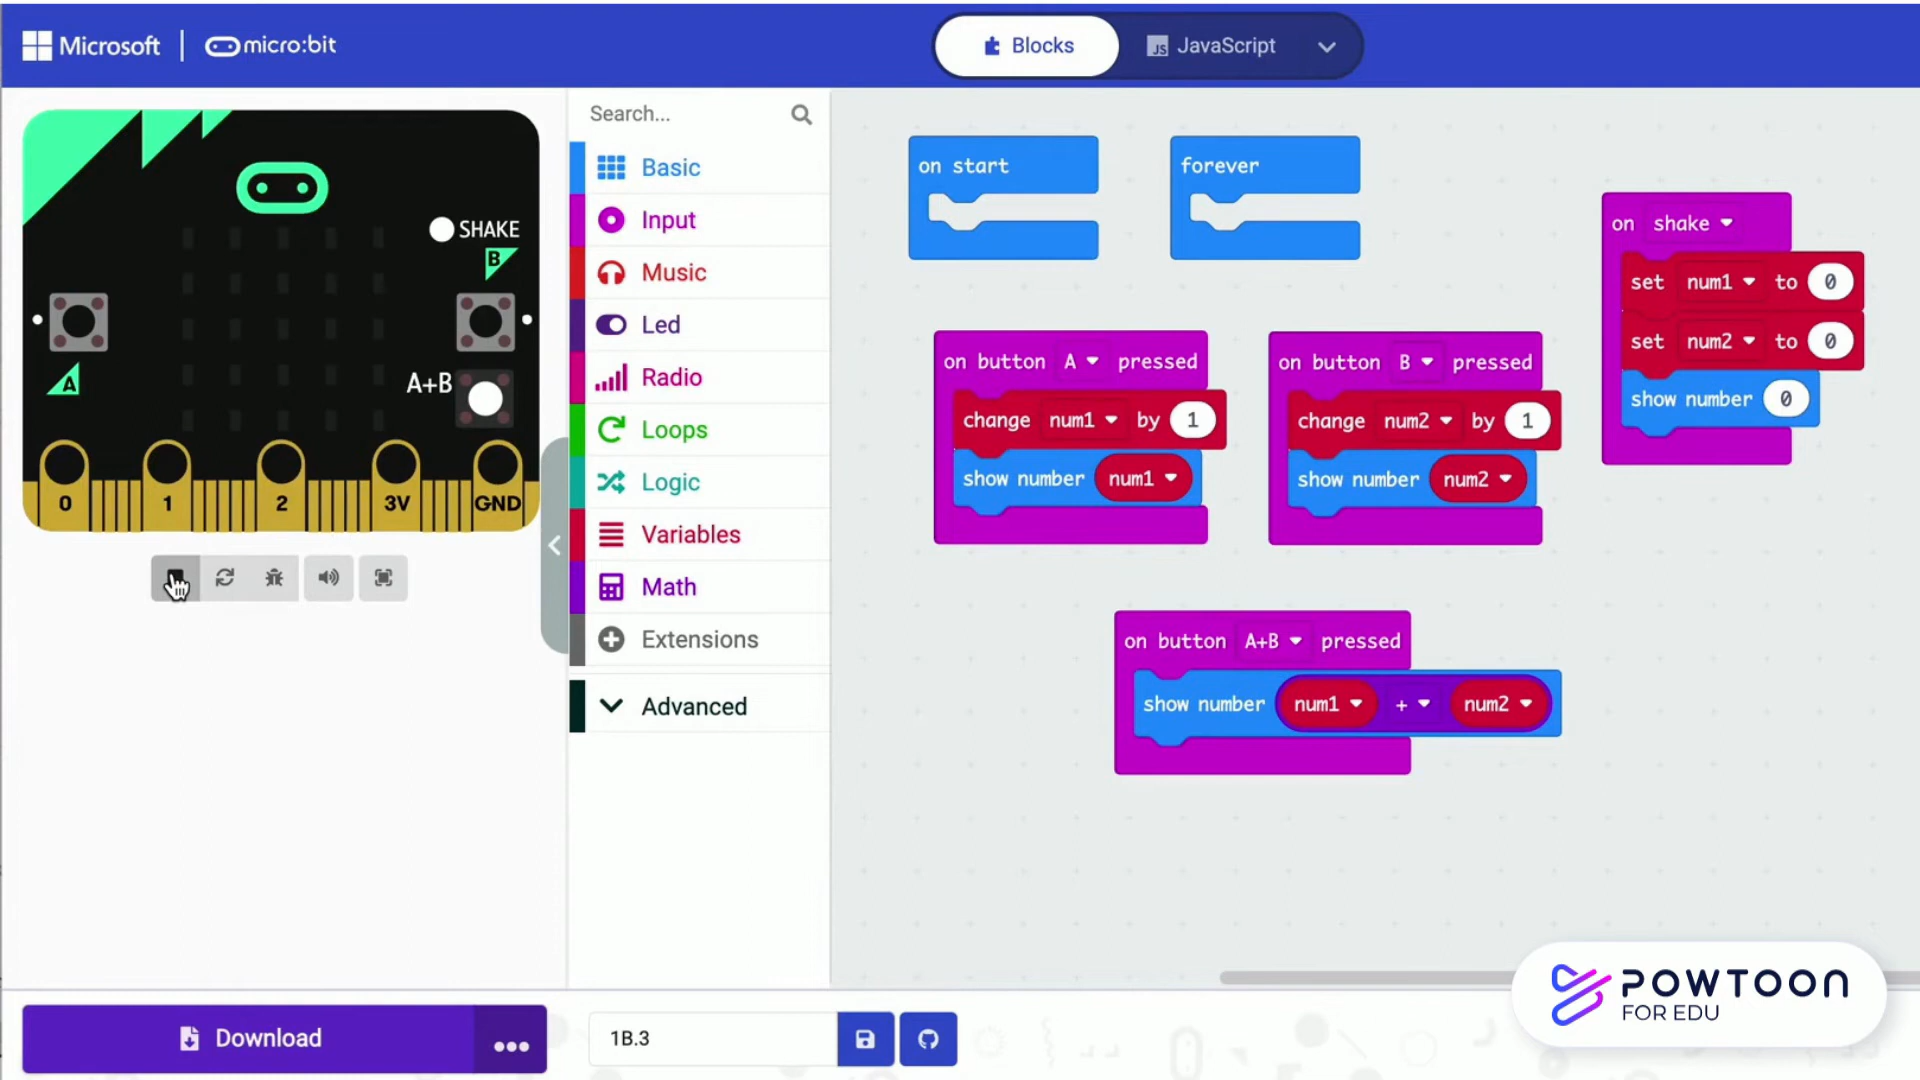 Microsoft | micro:bit
Blocks
JS JavaScript
SHAKE
B
A
A+B
0 1 2 3V GND
Search...
Basic
Input
Music
Led
Radio
Loops
Logic
Variables
Math
Extensions
Advanced
on start
forever
on shake
set num1 to 0
set num2 to 0
show number 0
on button A pressed
change num1 by 1
show number num1
on button B pressed
change num2 by 1
show number num2
on button A+B pressed
show number num1 + num2
Download
1B.3
POWTOON
FOR EDU